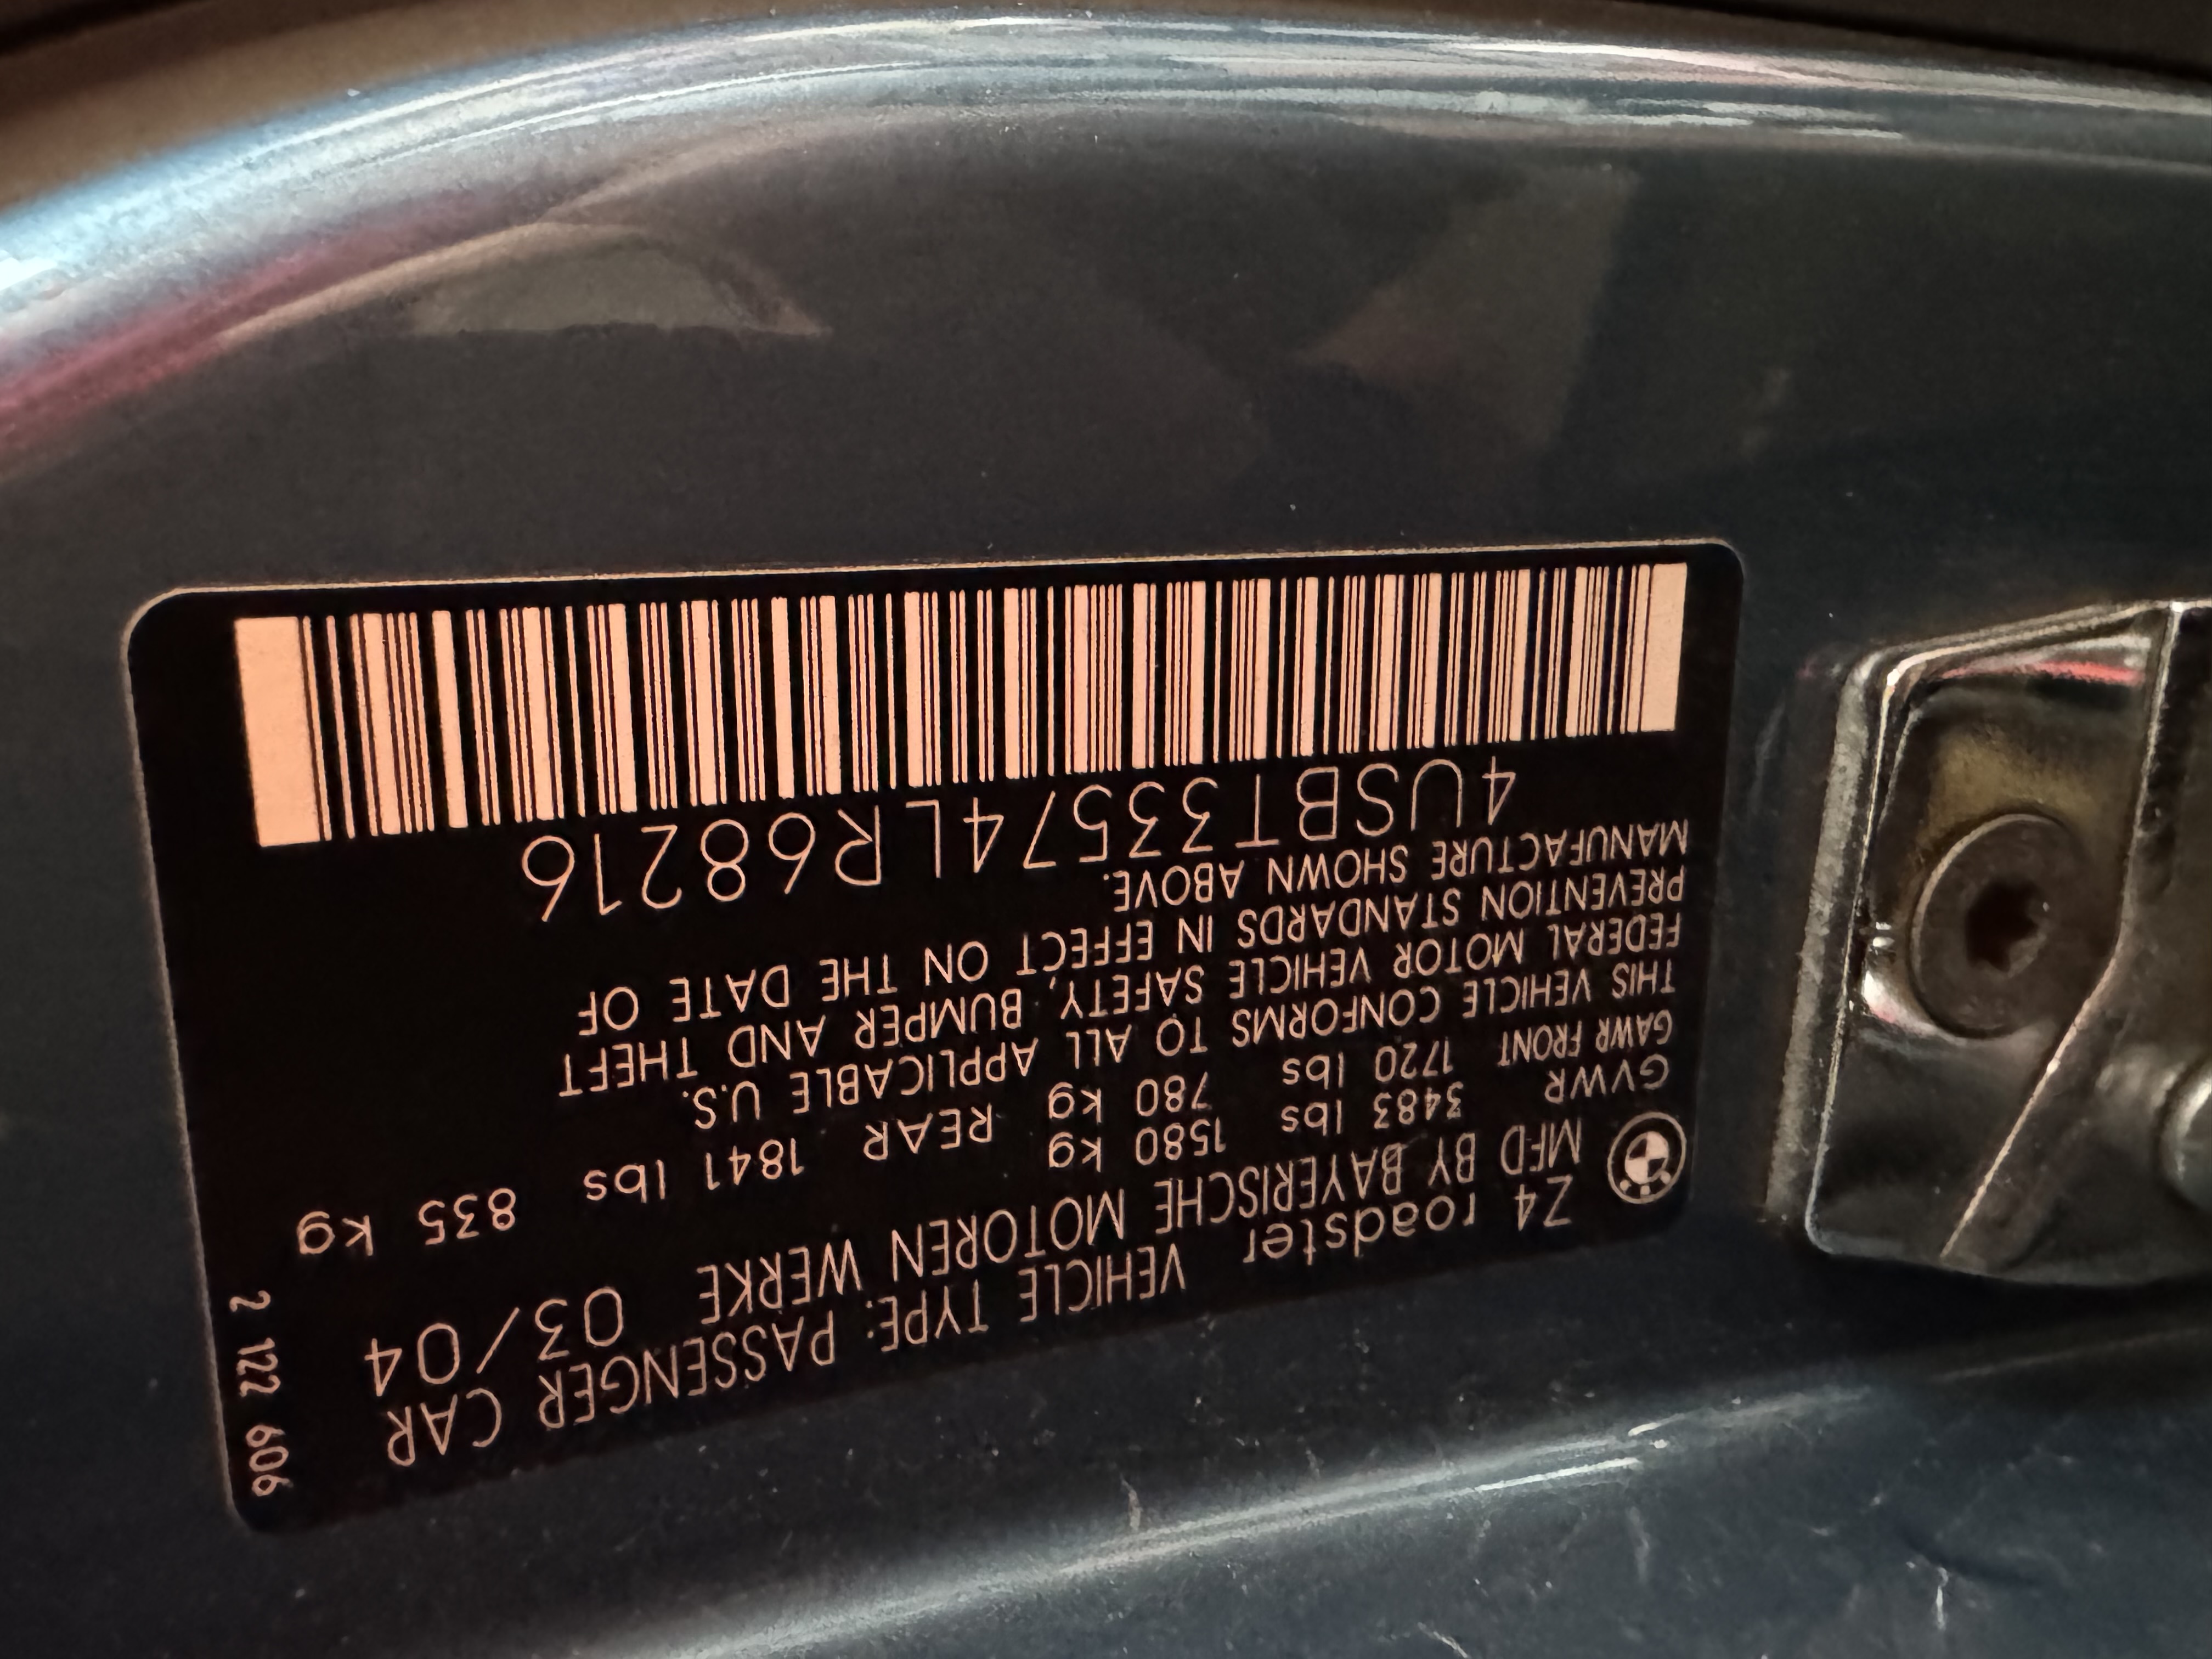 Z4 roadster VEHICLE TYPE: PASSENGER CAR
MFD BY BAYERISCHE MOTOREN WERKE 03/04
GVWR 3483 lbs 1580 kg
GAWR FRONT 1720 lbs 780 kg REAR 1841 lbs 835 kg
THIS VEHICLE CONFORMS TO ALL APPLICABLE U.S.
FEDERAL MOTOR VEHICLE SAFETY, BUMPER AND THEFT
PREVENTION STANDARDS IN EFFECT ON THE DATE OF
MANUFACTURE SHOWN ABOVE.
4USBT33574LR68216
2 122 606